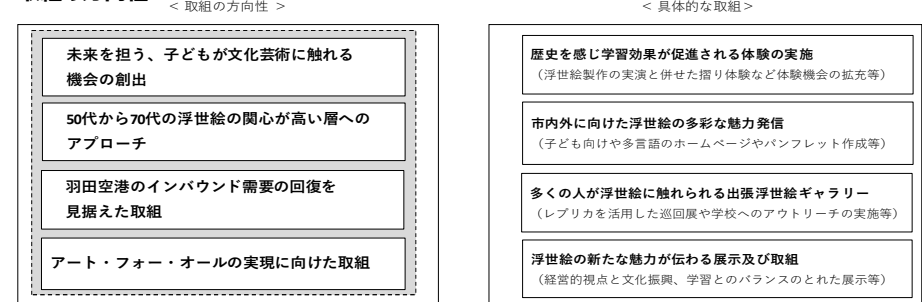 ＜ 取組の方向性 ＞
未来を担う、子どもが文化芸術に触れる
機会の創出
50代から70代の浮世絵の関心が高い層への
アプローチ
羽田空港のインバウンド需要の回復を
見据えた取組
アート・フォー・オールの実現に向けた取組
＜ 具体的な取組＞
歴史を感じ学習効果が促進される体験の実施
（浮世絵製作の実演と併せた摺り体験など体験機会の拡充等）
市内外に向けた浮世絵の多彩な魅力発信
（子ども向けや多言語のホームページやパンフレット作成等）
多くの人が浮世絵に触れられる出張浮世絵ギャラリー
（レプリカを活用した巡回展や学校へのアウトリーチの実施等）
浮世絵の新たな魅力が伝わる展示及び取組
（経営的視点と文化振興、学習とのバランスのとれた展示等）